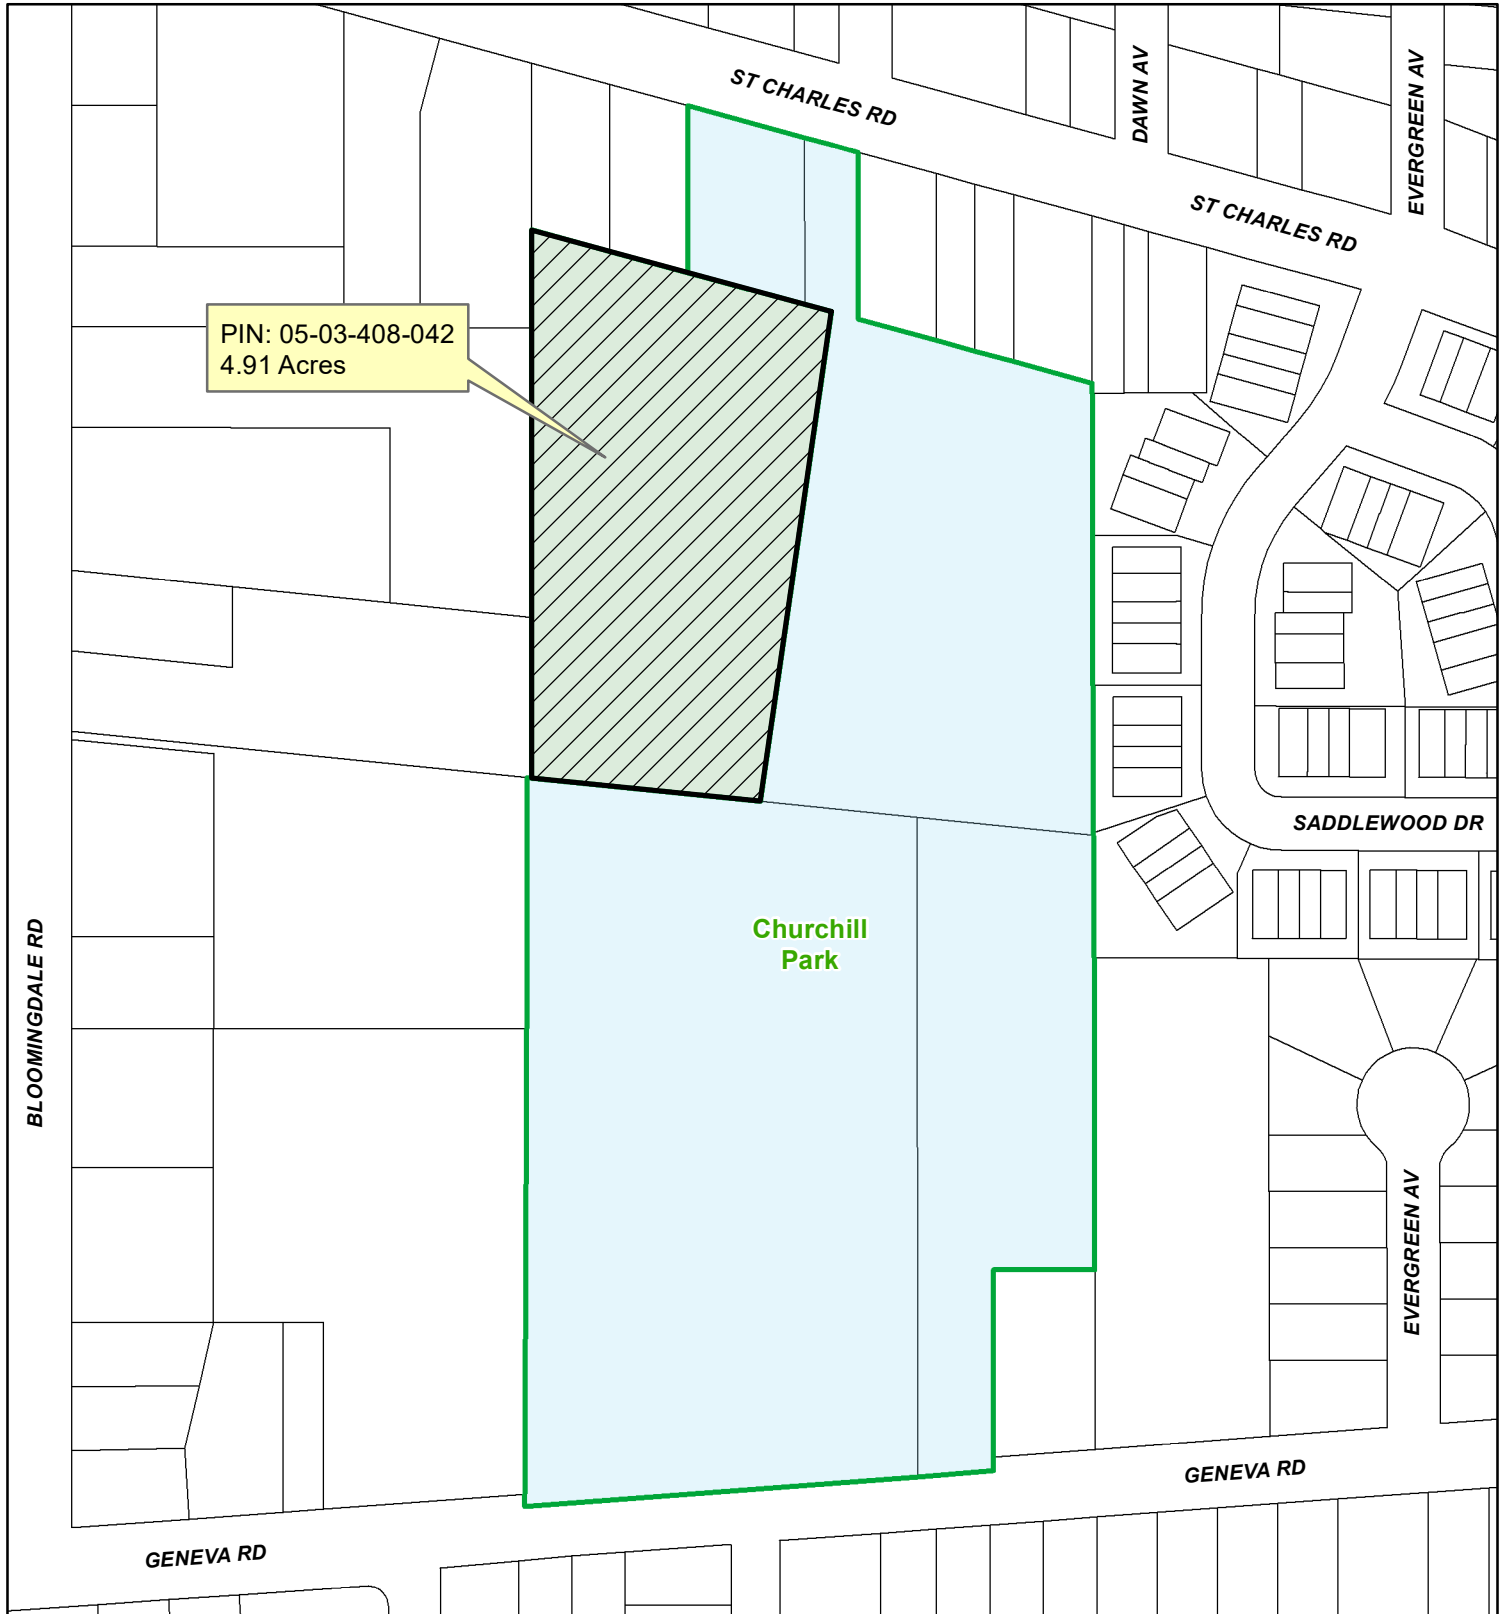 ST CHARLES RD
DAWN AV
EVERGREEN AV
ST CHARLES RD
PIN: 05-03-408-042
4.91 Acres
SADDLEWOOD DR
BLOOMINGDALE RD
Churchill
Park
EVERGREEN AV
GENEVA RD
GENEVA RD